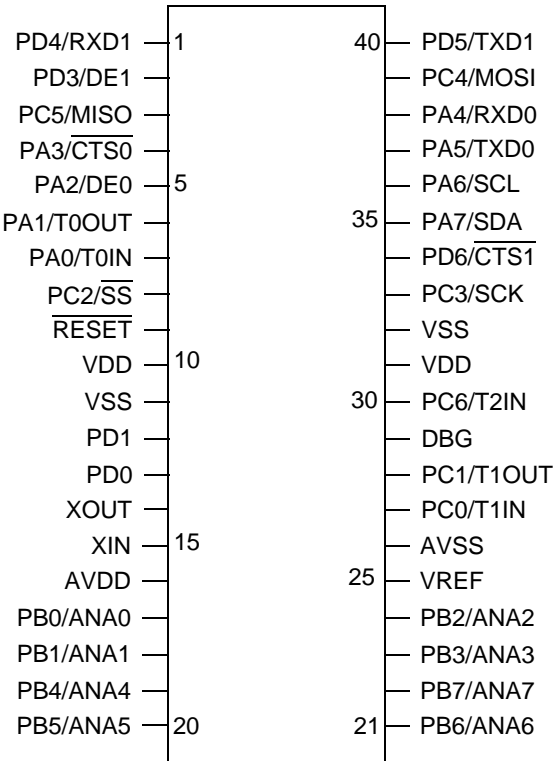 PD4/RXD1 1 40 PD5/TXD1
PD3/DE1 PC4/MOSI
PC5/MISO PA4/RXD0
PA3/CTS0 PA5/TXD0
PA2/DE0 5 PA6/SCL
PA1/T0OUT 35 PA7/SDA
PA0/T0IN PD6/CTS1
PC2/SS PC3/SCK
RESET VSS
VDD 10 VDD
VSS 30 PC6/T2IN
PD1 DBG
PD0 PC1/T1OUT
XOUT PC0/T1IN
XIN 15 AVSS
AVDD 25 VREF
PB0/ANA0 PB2/ANA2
PB1/ANA1 PB3/ANA3
PB4/ANA4 PB7/ANA7
PB5/ANA5 20 21 PB6/ANA6